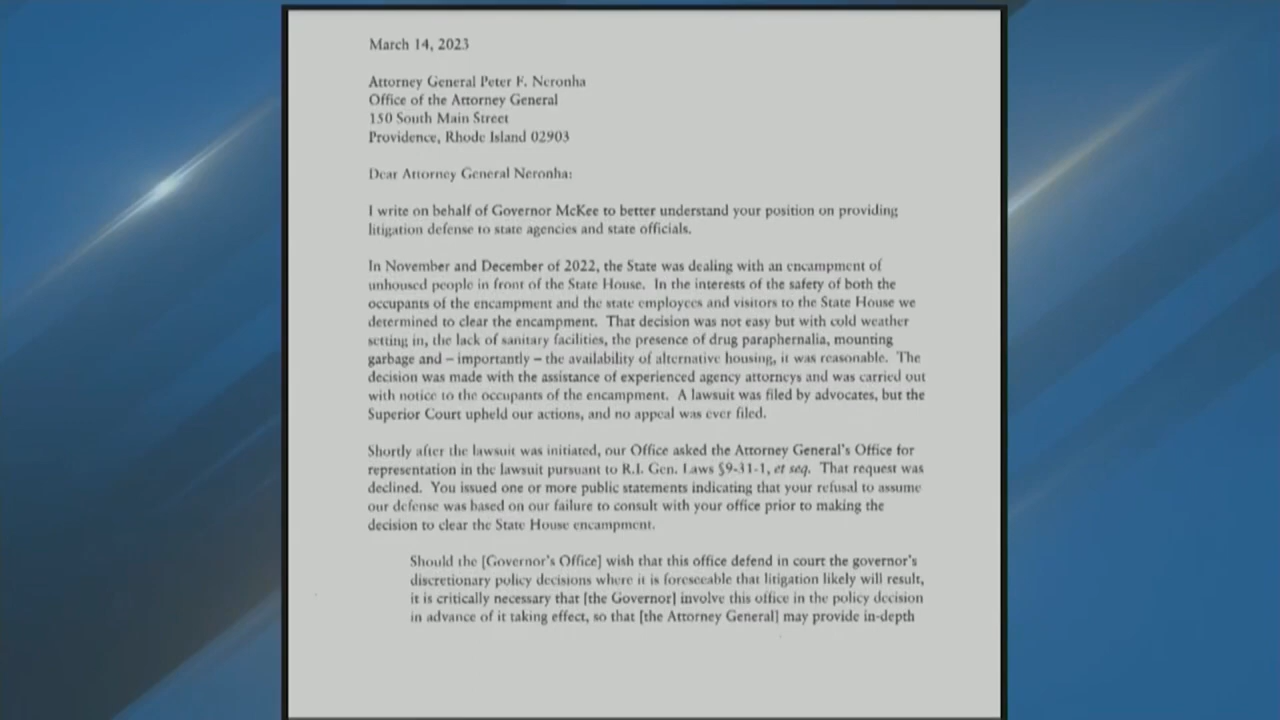 March 14, 2023
Attorney General Peter F. Neronha
Office of the Attorney General
150 South Main Street
Providence, Rhode Island 02903
Dear Attorney General Neronha:
I write on behalf of Governor McKee to better understand your position on providing
litigation defense to state agencies and state officials.
In November and December of 2022, the State was dealing with an encampment of
unhoused people in front of the State House. In the interests of the safety of both the
occupants of the encampment and the state employees and visitors to the State House we
determined to clear the encampment. That decision was not easy but with cold weather
setting in, the lack of sanitary facilities, the presence of drug paraphernalia, mounting
garbage and – importantly – the availability of alternative housing, it was reasonable. The
decision was made with the assistance of experienced agency attorneys and was carried out
with notice to the occupants of the encampment. A lawsuit was filed by advocates, but the
Superior Court upheld our actions, and no appeal was ever filed.
Shortly after the lawsuit was initiated, our Office asked the Attorney General's Office for
representation in the lawsuit pursuant to R.I. Gen. Laws §9-31-1, et seq. That request was
declined. You issued one or more public statements indicating that your refusal to assume
our defense was based on our failure to consult with your office prior to making the
decision to clear the State House encampment.
Should the [Governor's Office] wish that this office defend in court the governor's
discretionary policy decisions where it is foreseeable that litigation likely will result,
it is critically necessary that [the Governor] involve this office in the policy decision
in advance of it taking effect, so that [the Attorney General] may provide in-depth